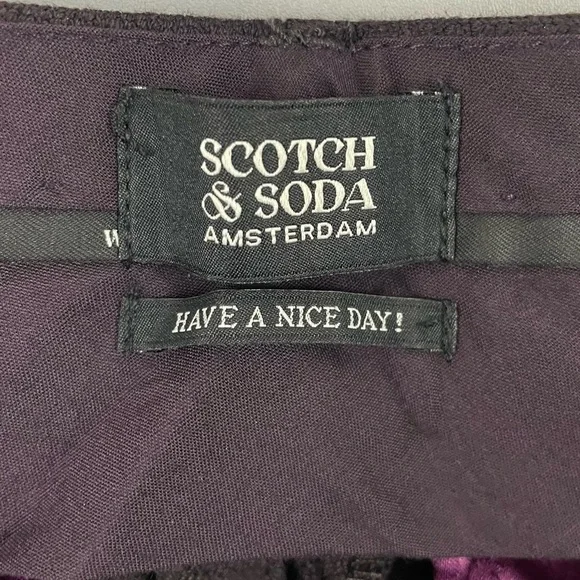 SCOTCH
& SODA
AMSTERDAM
W
HAVE A NICE DAY!